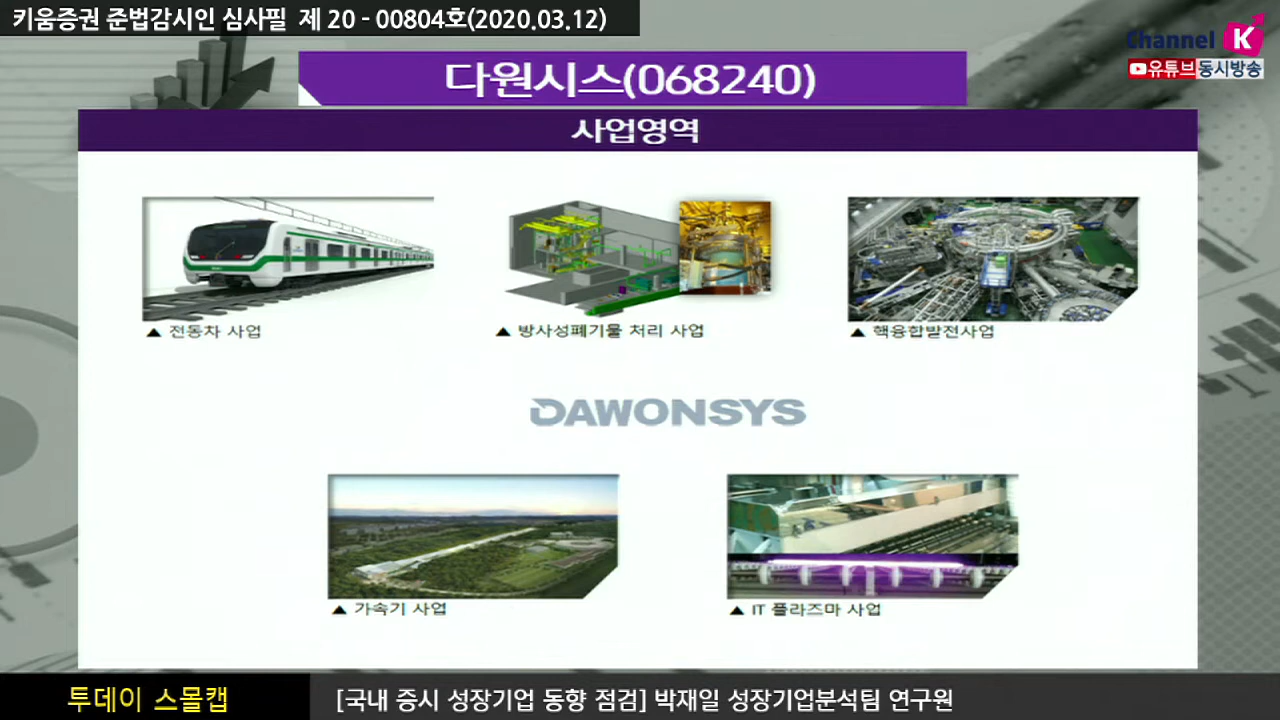 키움증권 준법감시인 심사필 제 20 - 00804호(2020.03.12)
Channel K
유튜브동시방송
다원시스(068240)
사업영역
▲ 전동차 사업
▲ 방사성폐기물 처리 사업
▲ 핵융합발전사업
DAWONSYS
▲ 가속기 사업
▲ IT 플라즈마 사업
투데이 스몰캡
[국내 증시 성장기업 동향 점검] 박재일 성장기업분석팀 연구원